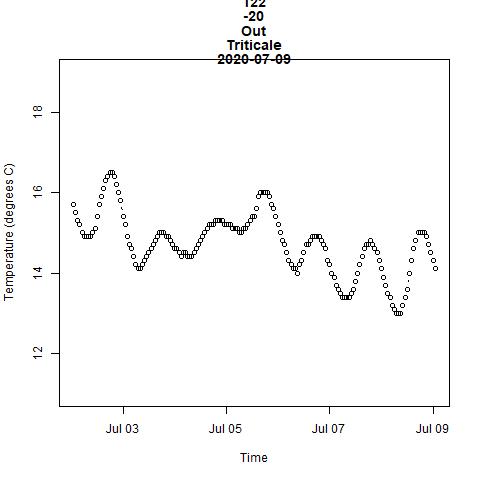 122
-20
Out
Triticale
2020-07-09
Temperature (degrees C)
18
16
14
12
Jul 03 Jul 05 Jul 07 Jul 09
Time